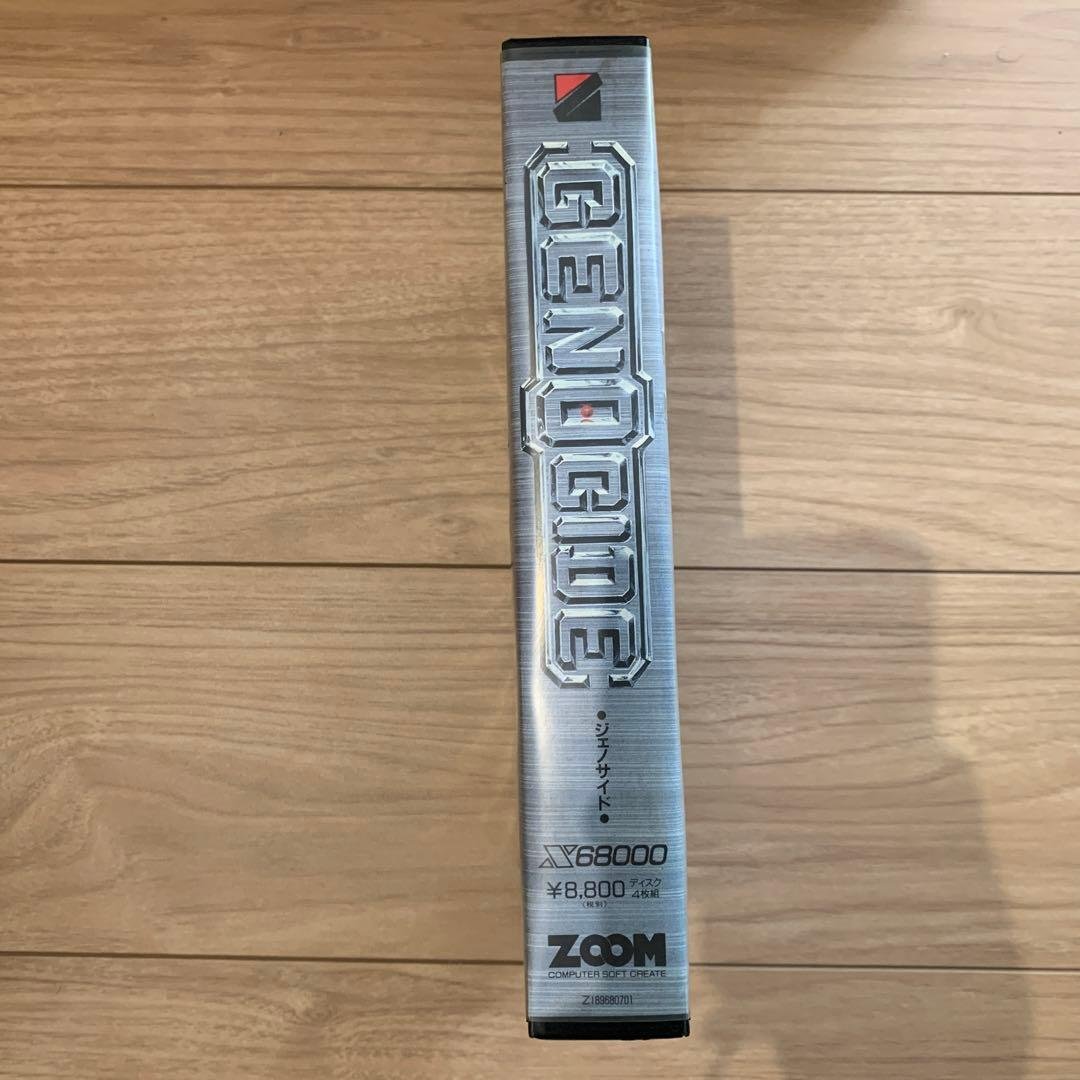 GENOCIDE
•ジェノサイド•
X68000
¥8,800 ディスク
(税別) 4枚組
ZOOM
COMPUTER SOFT CREATE
Z189680701